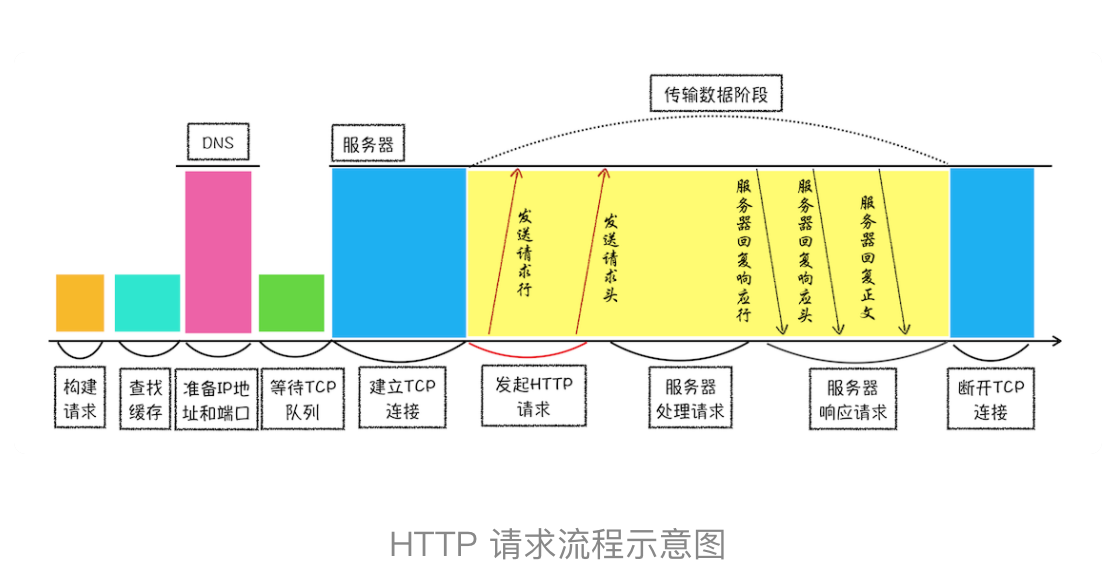 传输数据阶段
DNS
服务器
发送请求行
发送请求头
服务器回复响应行
服务器回复响应头
服务器回复正文
构建
请求
查找
缓存
准备IP地
址和端口
等待TCP
队列
建立TCP
连接
发起HTTP
请求
服务器
处理请求
服务器
响应请求
断开TCP
连接
HTTP 请求流程示意图